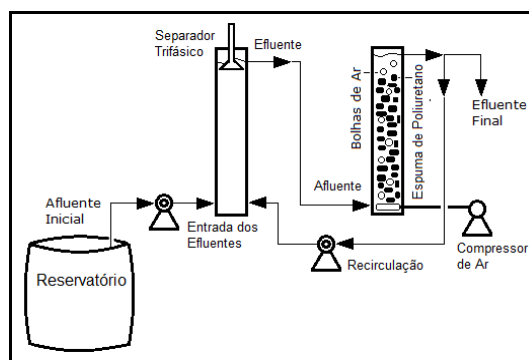 Separador
Trifásico
Efluente
Bolhas de Ar
Espuma de Poliuretano
Efluente
Final
Afluente
Inicial
Afluente
Entrada dos
Efluentes
Reservatório
Recirculação
Compressor
de Ar